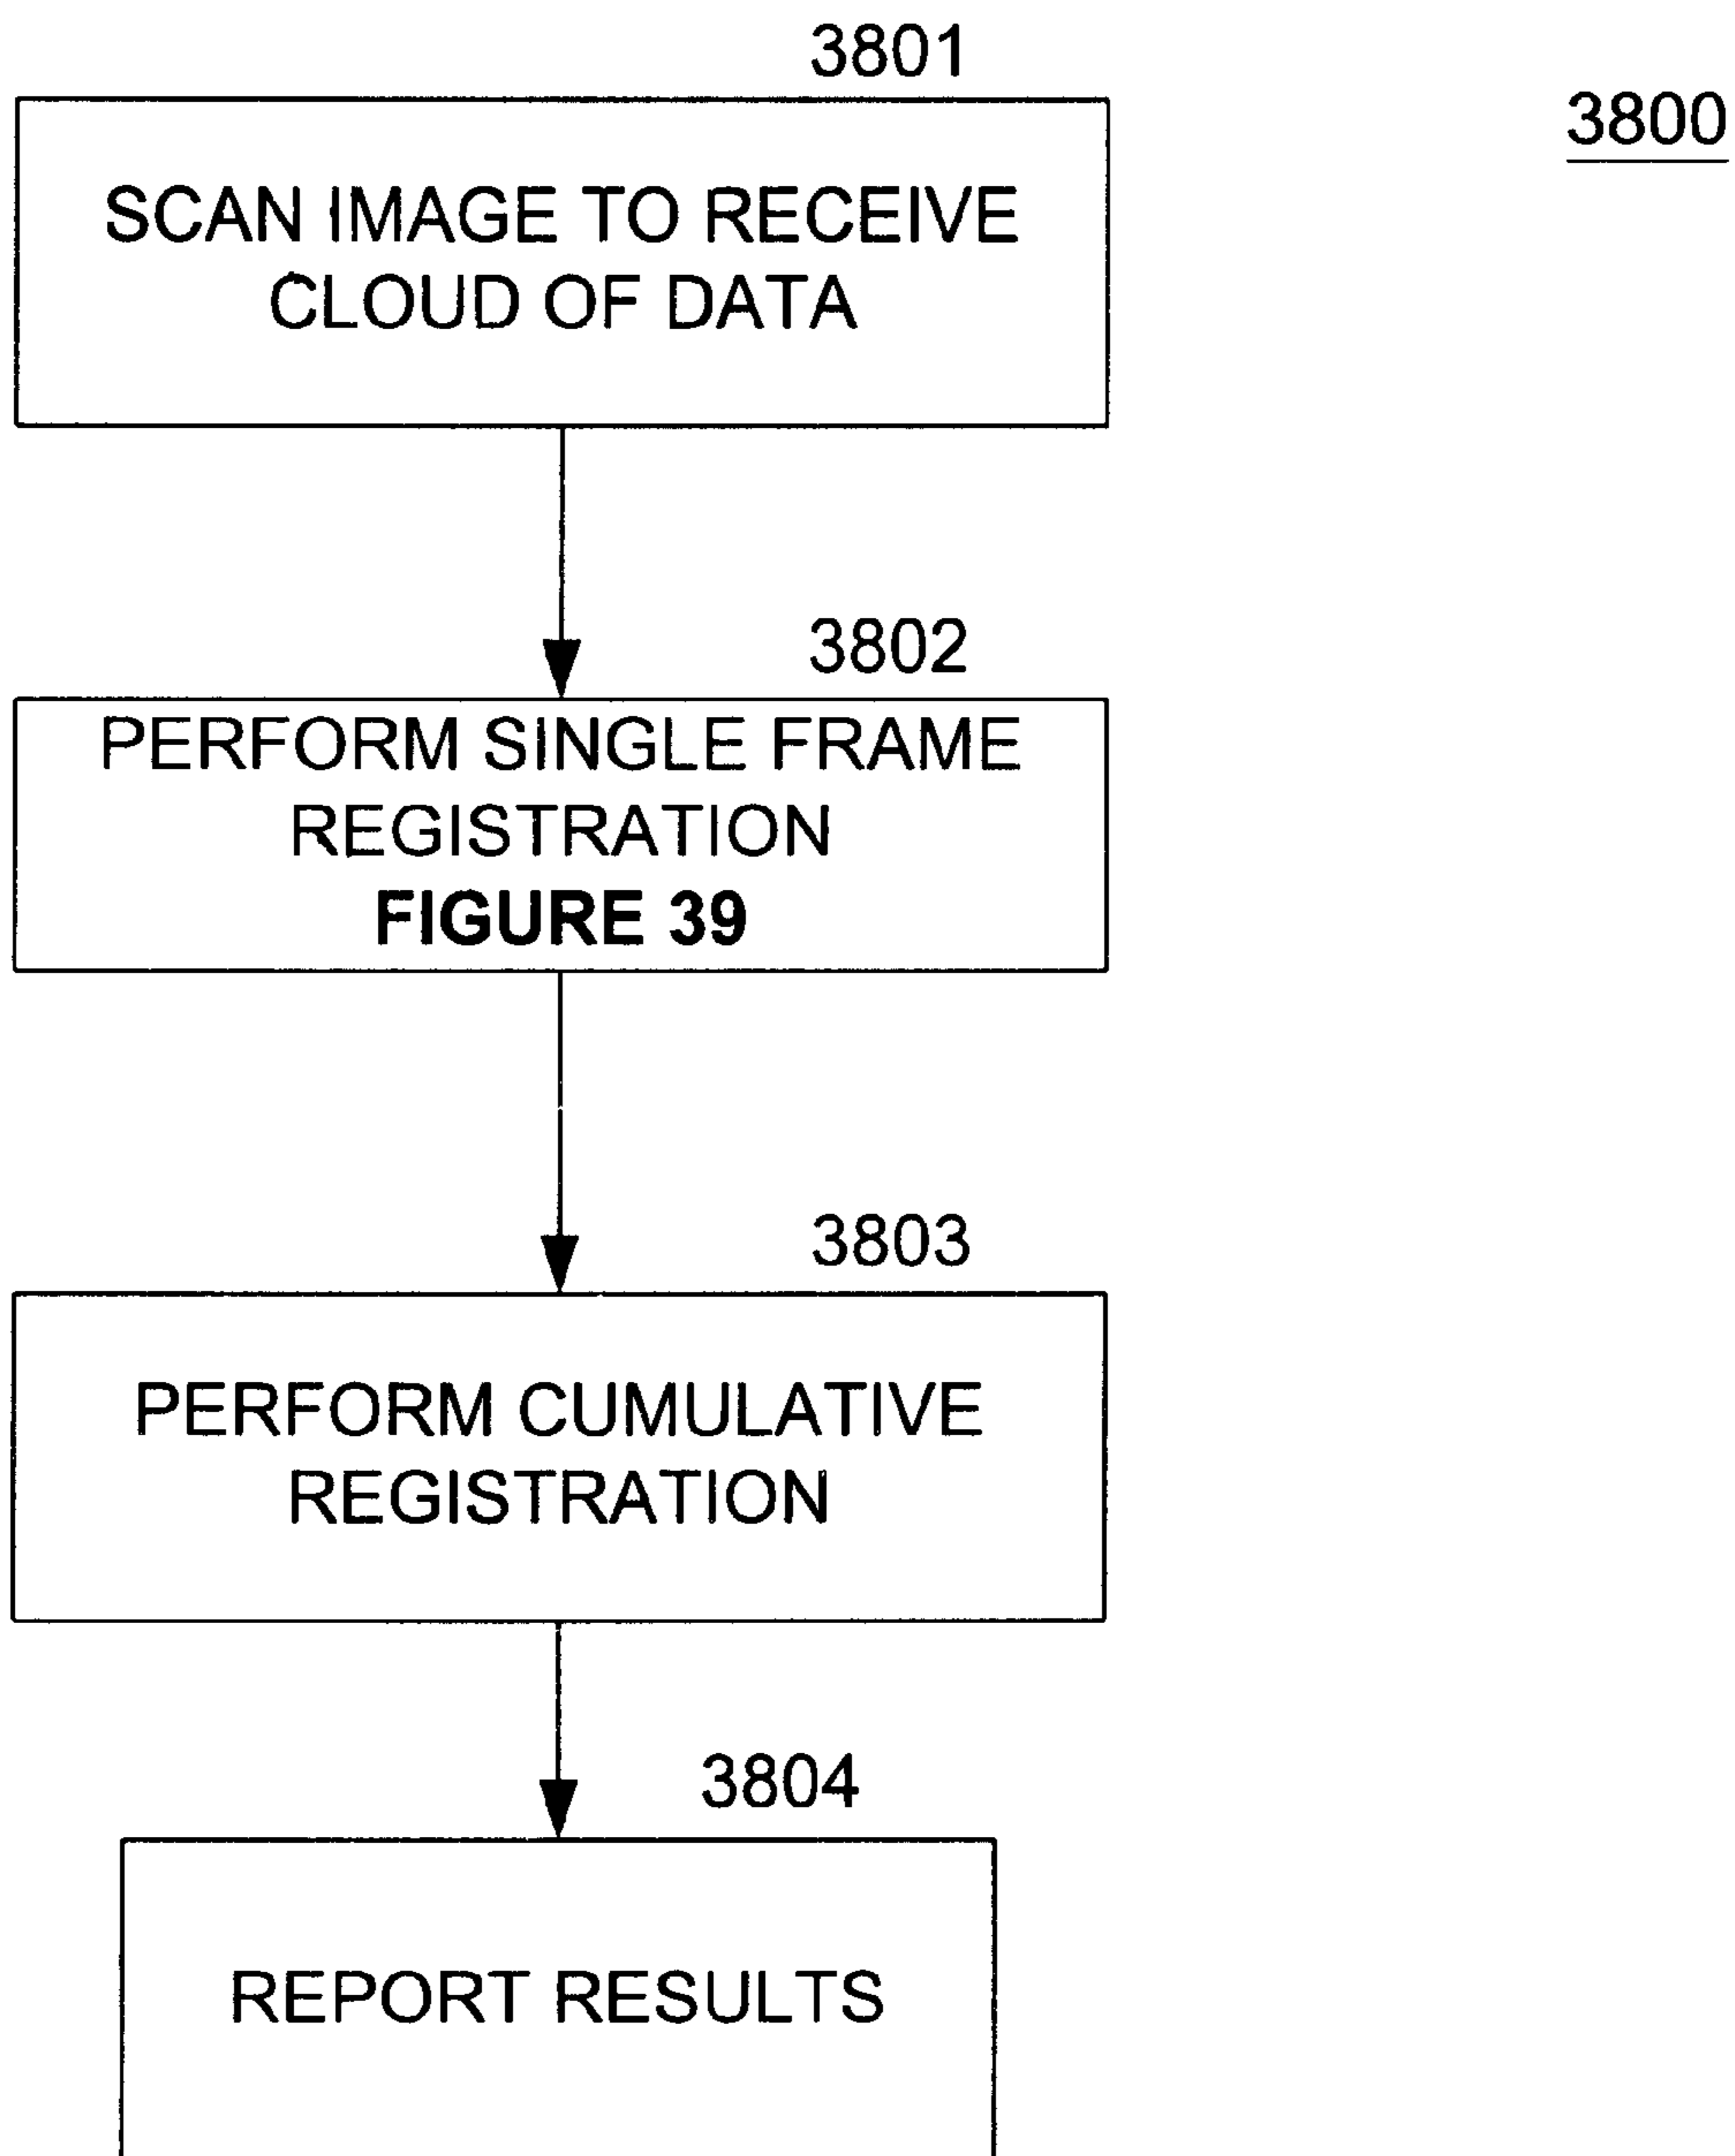 3801
3800
SCAN IMAGE TO RECEIVE
CLOUD OF DATA
3802
PERFORM SINGLE FRAME
REGISTRATION
FIGURE 39
3803
PERFORM CUMULATIVE
REGISTRATION
3804
REPORT RESULTS